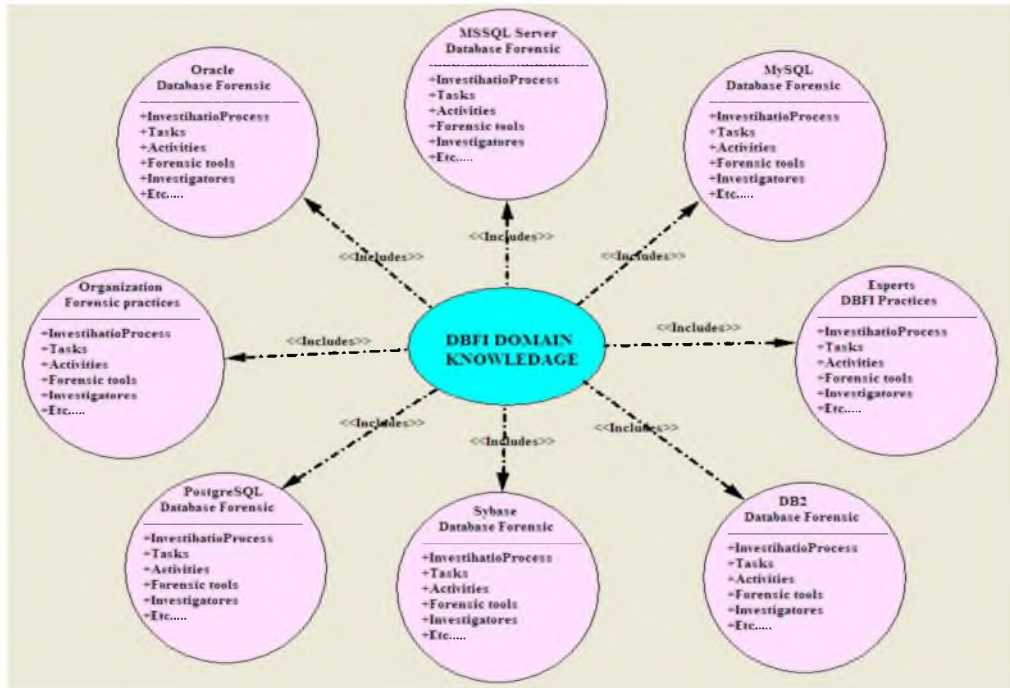 MSSQL Server
Database Forensic
+InvestihatioProcess
+Tasks
+Activities
+Forensic tools
+Investigatores
+Etc.....
Oracle
Database Forensic
+InvestihatioProcess
+Tasks
+Activities
+Forensic tools
+Investigatores
+Etc.....
MySQL
Database Forensic
+InvestihatioProcess
+Tasks
+Activities
+Forensic tools
+Investigatores
+Etc.....
<<Includes>>
<<Includes>>
<<Includes>>
Organization
Forensic practices
+InvestihatioProcess
+Tasks
+Activities
+Forensic tools
+Investigatores
+Etc.....
<<Includes>>
DBFI DOMAIN
KNOWLEDAGE
<<Includes>>
Experts
DBFI Practices
+InvestihatioProcess
+Tasks
+Activities
+Forensic tools
+Investigatores
+Etc.....
<<Includes>>
<<Includes>>
<<Includes>>
PostgreSQL
Database Forensic
+InvestihatioProcess
+Tasks
+Activities
+Forensic tools
+Investigatores
+Etc.....
Sybase
Database Forensic
+InvestihatioProcess
+Tasks
+Activities
+Forensic tools
+Investigatores
+Etc.....
DB2
Database Forensic
+InvestihatioProcess
+Tasks
+Activities
+Forensic tools
+Investigatores
+Etc.....